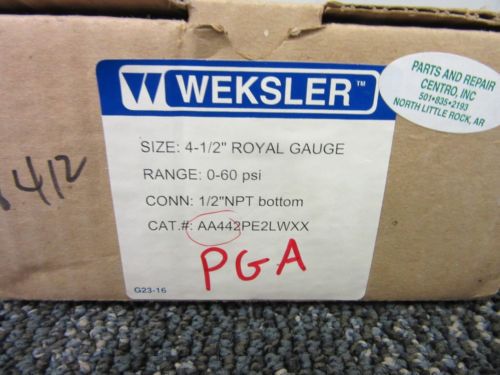 WEKSLER™
SIZE: 4-1/2" ROYAL GAUGE
RANGE: 0-60 psi
CONN: 1/2"NPT bottom
CAT.#: AA442PE2LWXX
PGA
G23-16
PARTS AND REPAIR
CENTRO, INC
501•835•2193
NORTH LITTLE ROCK, AR
412